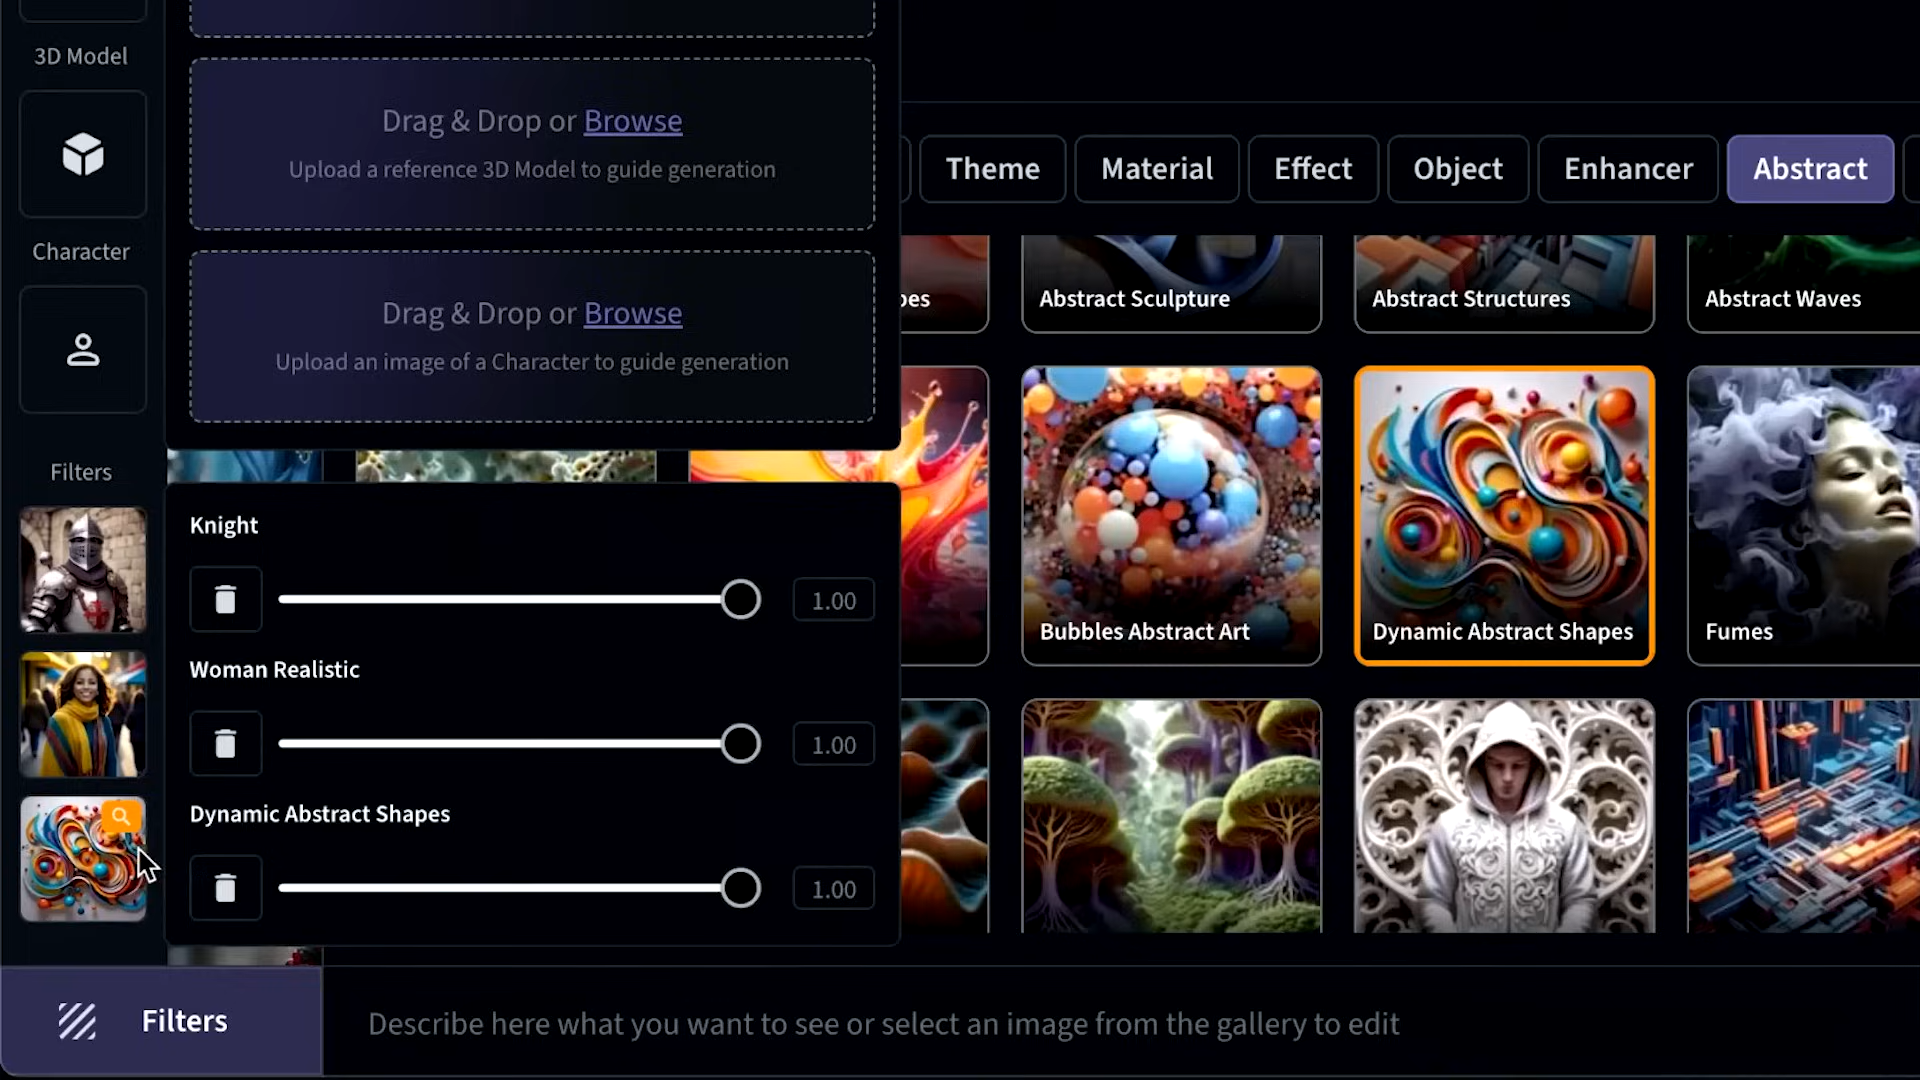 3D Model
Character
Filters
Drag & Drop or Browse
Upload a reference 3D Model to guide generation
Drag & Drop or Browse
Upload an image of a Character to guide generation
Knight
1.00
Woman Realistic
1.00
Dynamic Abstract Shapes
1.00
Theme
Material
Effect
Object
Enhancer
Abstract
Abstract Sculpture
Abstract Structures
Abstract Waves
Bubbles Abstract Art
Dynamic Abstract Shapes
Fumes
Filters
Describe here what you want to see or select an image from the gallery to edit